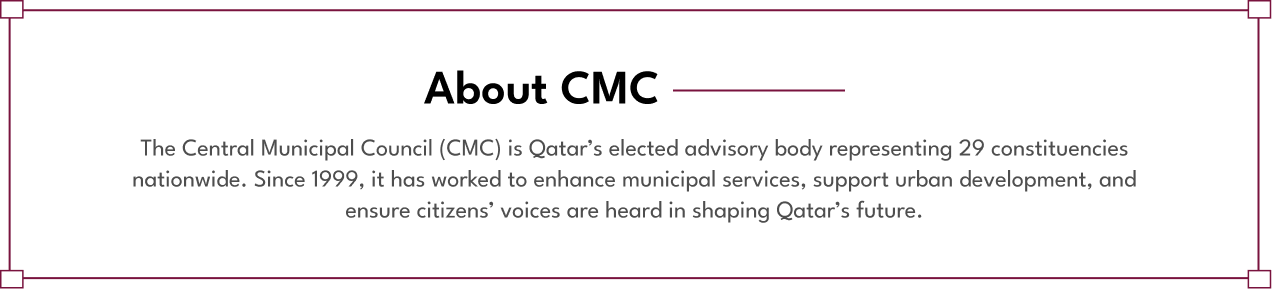 About CMC
The Central Municipal Council (CMC) is Qatar’s elected advisory body representing 29 constituencies
nationwide. Since 1999, it has worked to enhance municipal services, support urban development, and
ensure citizens’ voices are heard in shaping Qatar’s future.